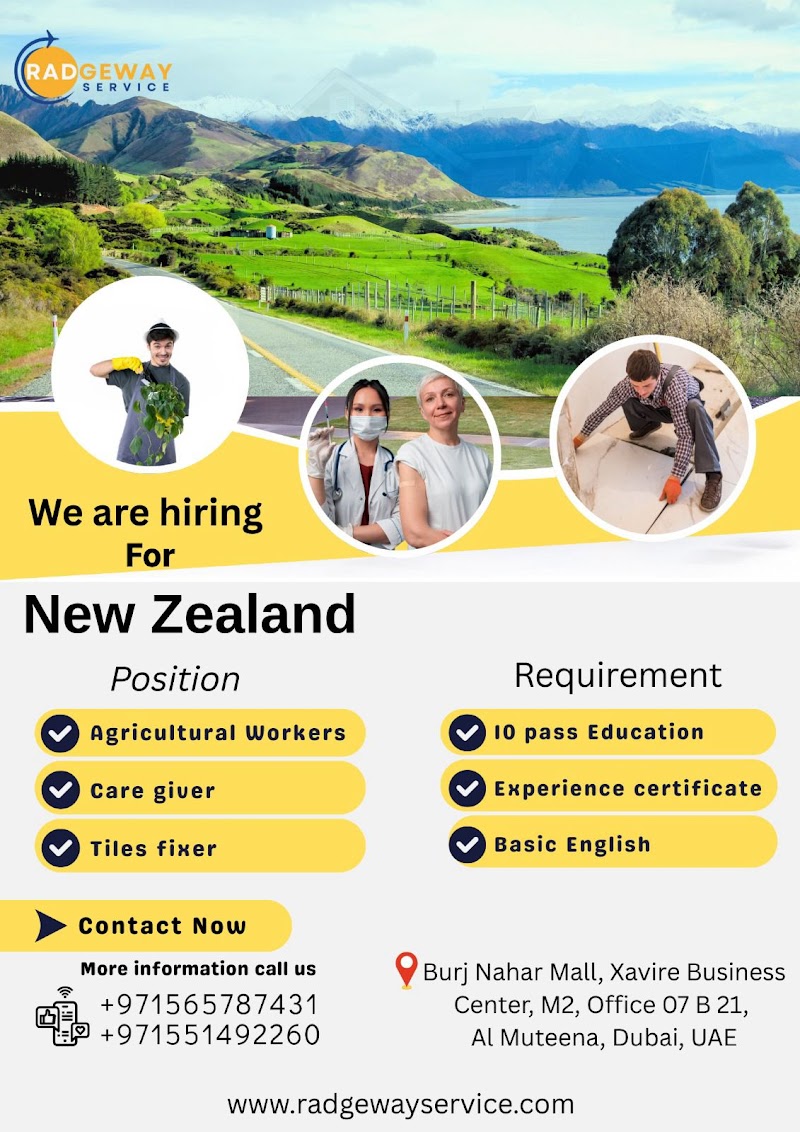 RADGEWAY
SERVICE
We are hiring
For
New Zealand
Position
Agricultural Workers
Care giver
Tiles fixer
Requirement
10 pass Education
Experience certificate
Basic English
Contact Now
More information call us
+971565787431
+971551492260
Burj Nahar Mall, Xavire Business
Center, M2, Office 07 B 21,
Al Muteena, Dubai, UAE
www.radgewayservice.com